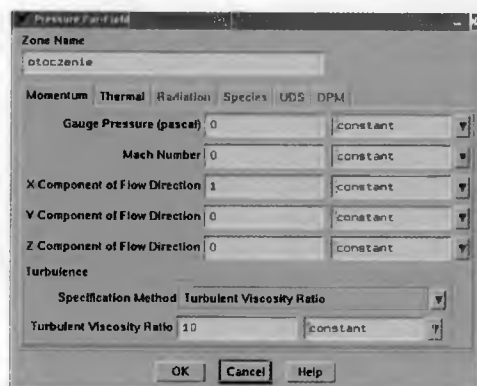 Pressure Far-Field
Zone Name
otoczenie
Momentum Thermal Radiation Species UDS DPM
Gauge Pressure (pascal) 0 constant
Mach Number 0 constant
X Component of Flow Direction 1 constant
Y Component of Flow Direction 0 constant
Z Component of Flow Direction 0 constant
Turbulence
Specification Method Turbulent Viscosity Ratio
Turbulent Viscosity Ratio 10 constant
OK Cancel Help